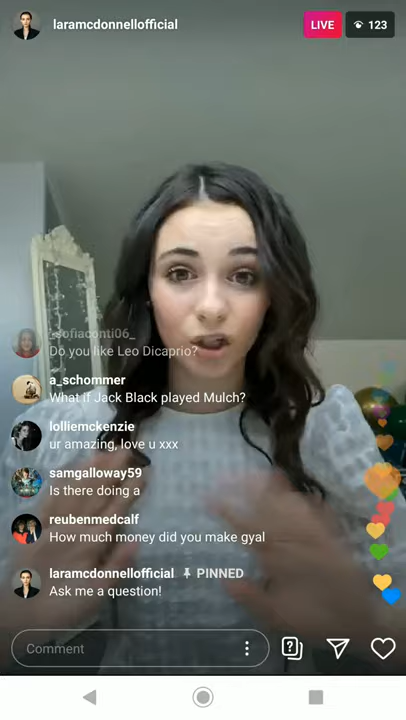 laramcdonnellofficial
LIVE
123
_sofiaconti06_
Do you like Leo Dicaprio?
a_schommer
What if Jack Black played Mulch?
lolliemckenzie
ur amazing, love u xxx
samgalloway59
Is there doing a
reubenmedcalf
How much money did you make gyal
laramcdonnellofficial PINNED
Ask me a question!
Comment